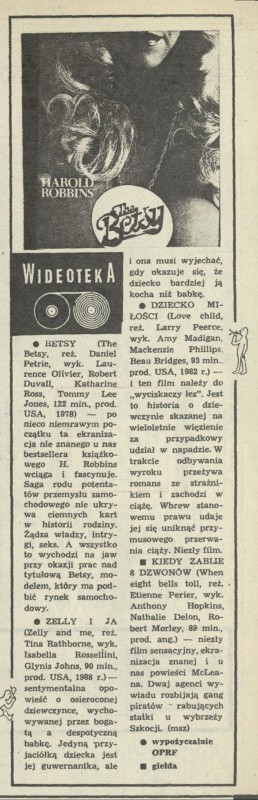 HAROLD
ROBBINS'
The
Betsy
WIDEOTEKA
● BETSY (The
Betsy, reż. Daniel
Petrie, wyk. Lau-
rence Olivier, Robert
Duvall, Katharine
Ross, Tommy Lee
Jones, 122 min., prod.
USA, 1978) — po
nieco niemrawym po-
czątku ta ekraniza-
cja nie znanego u nas
bestsellera książko-
wego H. Robbins
wciąga i fascynuje.
Saga rodu potenta-
tów przemysłu samo-
chodowego nie ukry-
wa ciemnych kart
w historii rodziny.
Żądza władzy, intry-
gi, seks. A wszystko
to wychodzi na jaw
przy okazji prac nad
tytułową Betsy, mo-
delem, który ma pod-
bić rynek samocho-
dowy.
● ZELLY I JA
(Zelly and me, reż.
Tina Rathborne, wyk.
Isabella Rossellini,
Glynis Johns, 90 min.,
prod. USA, 1988 r.) —
sentymentalna opo-
wieść o osieroconej
dziewczynce, wycho-
wywanej przez boga-
tą a despotyczną
babkę. Jedyną przy-
jaciółką dziecka jest
jej guwernantka, ale
i ona musi wyjechać,
gdy okazuje się, że
dziecko bardziej ją
kocha niż babkę.
● DZIECKO MI-
ŁOŚCI (Love child,
reż. Larry Peerce,
wyk. Amy Madigan,
Mackenzie Phillips,
Beau Bridges, 93 min.,
prod. USA, 1982 r.) —
i ten film należy do
„wyciskaczy łez”. Jest
to historia o dziew-
czynie skazanej na
wieloletnie więzienie
za przypadkowy
udział w napadzie. W
trakcie odbywania
wyroku przeżywa
romans ze strażni-
kiem i zachodzi w
ciążę. Wbrew stano-
wemu prawu udaje
jej się uniknąć przy-
musowego przerwa-
nia ciąży. Niezły film.
■ KIEDY ZABIJE
8 DZWONÓW (When
eight bells toll, reż.
Etienne Perier, wyk.
Anthony Hopkins,
Nathalie Delon, Ro-
bert Morley, 89 min.,
prod. ang.) — niezły
film sensacyjny, ekra-
nizacja znanej i u
nas powieści McLea-
na. Dwaj agenci wy-
wiadu rozbijają gang
piratów rabujących
statki u wybrzeży
Szkocji. (msz)
● wypożyczalnie
OPRF
■ giełda